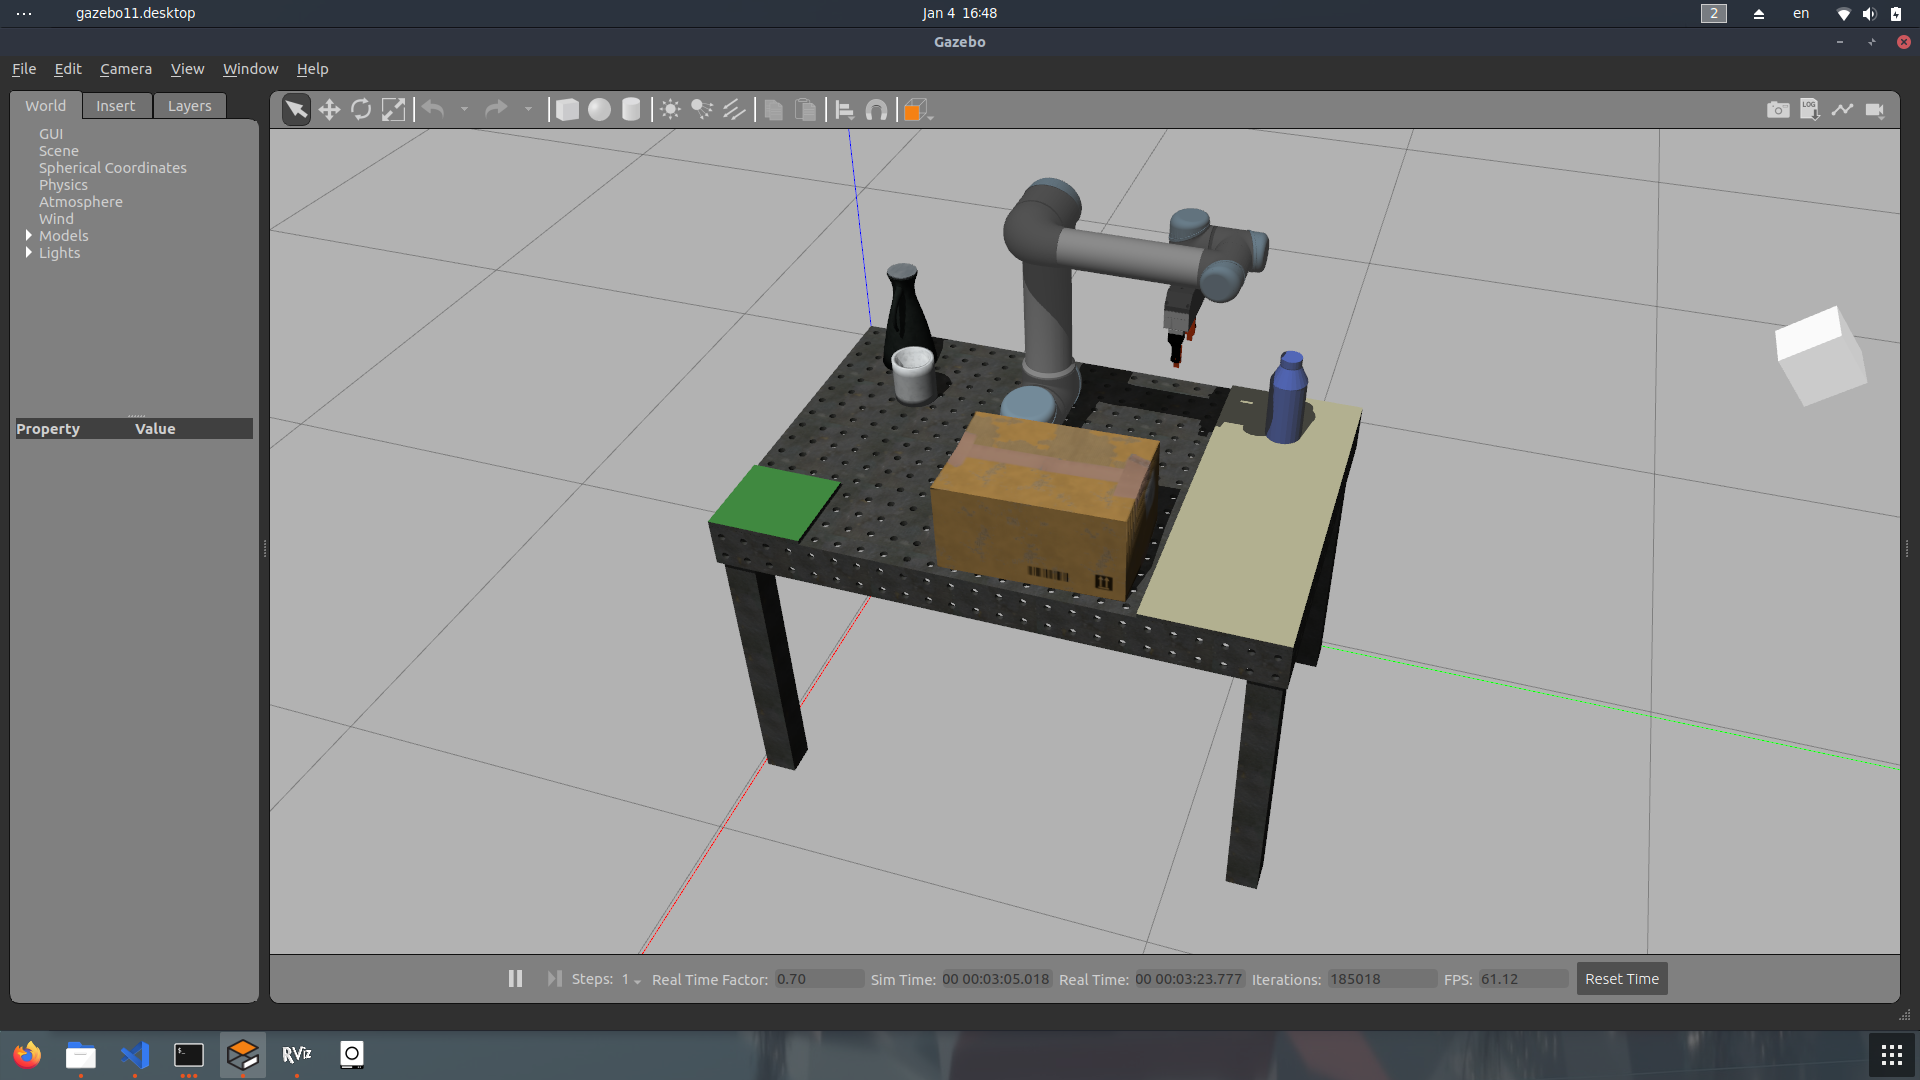 gazebo11.desktop
Jan 4 16:48
2
en
Gazebo
File Edit Camera View Window Help
World Insert Layers
LOG
GUI
Scene
Spherical Coordinates
Physics
Atmosphere
Wind
Models
Lights
Property Value
Steps: 1 Real Time Factor: 0.70 Sim Time: 00 00:03:05.018 Real Time: 00 00:03:23.777 Iterations: 185018 FPS: 61.12 Reset Time
RViz